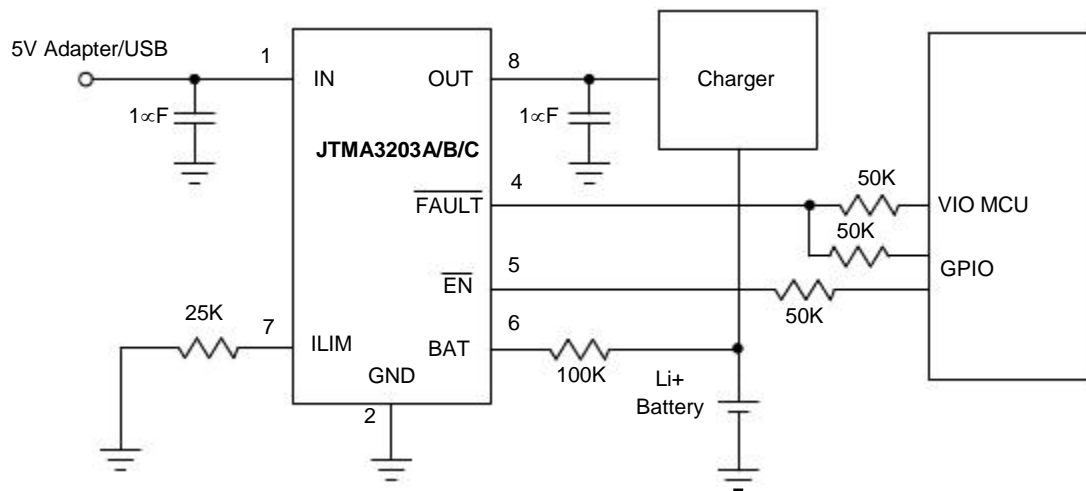 5V Adapter/USB
1
IN
OUT
8
Charger
1∝F
1∝F
JTMA3203A/B/C
4
FAULT
50K
VIO MCU
50K
GPIO
5
EN
50K
25K
7
ILIM
6
BAT
100K
GND
2
Li+
Battery